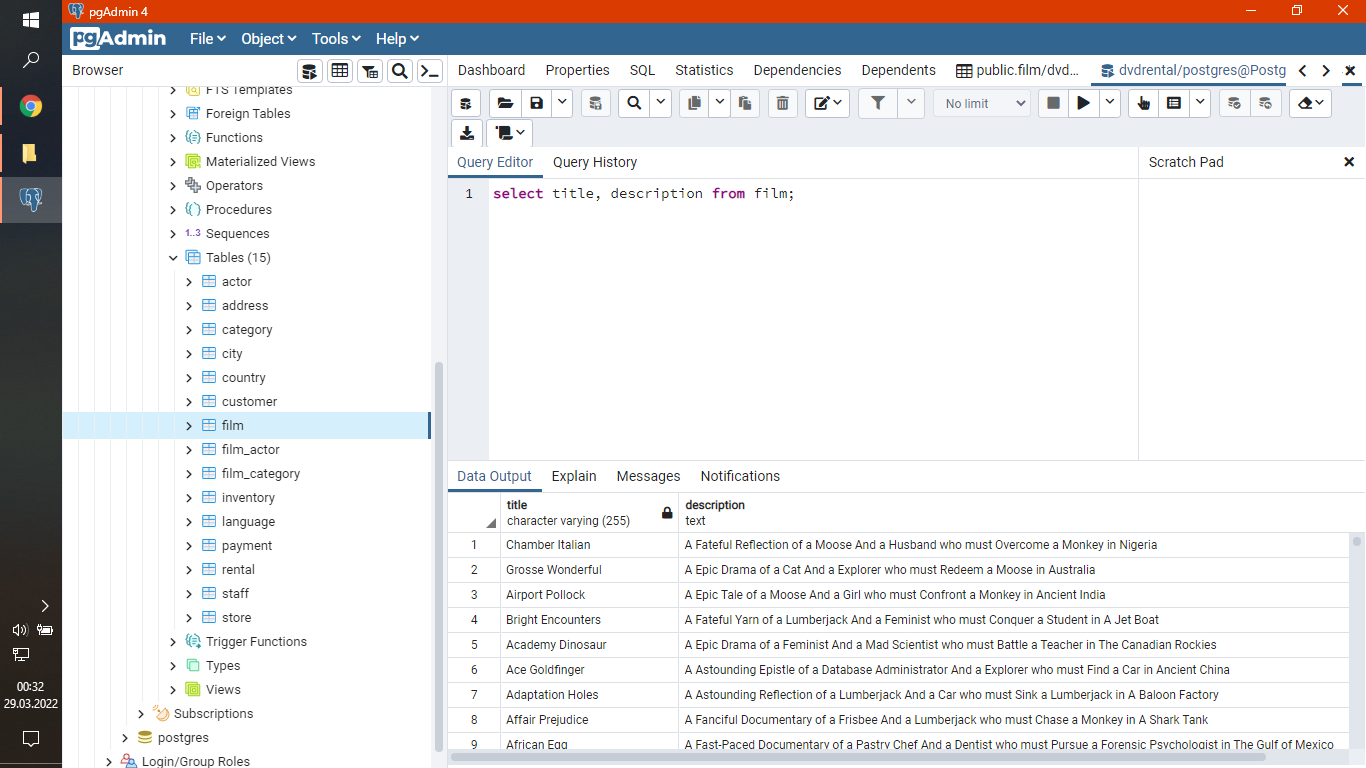 pgAdmin 4
pgAdmin File Object Tools Help
Browser
Dashboard Properties SQL Statistics Dependencies Dependents public.film/dvd... dvdrental/postgres@Postg
No limit
Query Editor Query History Scratch Pad
1 select title, description from film;
FTS Templates
Foreign Tables
Functions
Materialized Views
Operators
Procedures
1..3 Sequences
Tables (15)
actor
address
category
city
country
customer
film
film_actor
film_category
inventory
language
payment
rental
staff
store
Trigger Functions
Types
Views
Subscriptions
postgres
Login/Group Roles
Data Output Explain Messages Notifications
title description
character varying (255) text
1 Chamber Italian A Fateful Reflection of a Moose And a Husband who must Overcome a Monkey in Nigeria
2 Grosse Wonderful A Epic Drama of a Cat And a Explorer who must Redeem a Moose in Australia
3 Airport Pollock A Epic Tale of a Moose And a Girl who must Confront a Monkey in Ancient India
4 Bright Encounters A Fateful Yarn of a Lumberjack And a Feminist who must Conquer a Student in A Jet Boat
5 Academy Dinosaur A Epic Drama of a Feminist And a Mad Scientist who must Battle a Teacher in The Canadian Rockies
6 Ace Goldfinger A Astounding Epistle of a Database Administrator And a Explorer who must Find a Car in Ancient China
7 Adaptation Holes A Astounding Reflection of a Lumberjack And a Car who must Sink a Lumberjack in A Baloon Factory
8 Affair Prejudice A Fanciful Documentary of a Frisbee And a Lumberjack who must Chase a Monkey in A Shark Tank
9 African Egg A Fast-Paced Documentary of a Pastry Chef And a Dentist who must Pursue a Forensic Psychologist in The Gulf of Mexico
00:32
29.03.2022